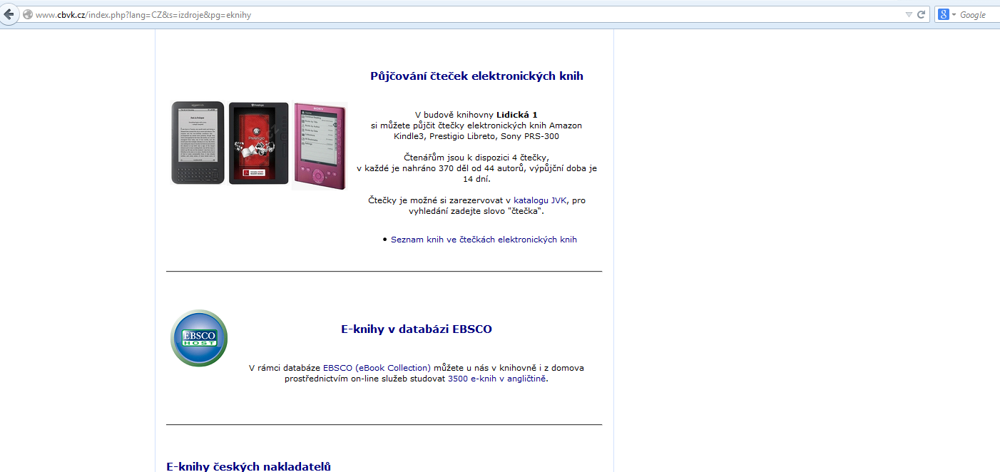 www.cbvk.cz/index.php?lang=CZ&s=izdroje&pg=eknihy
Google
Půjčování čteček elektronických knih
V budově knihovny Lidická 1
si můžete půjčit čtečky elektronických knih Amazon
Kindle3, Prestigio Libreto, Sony PRS-300
Čtenářům jsou k dispozici 4 čtečky,
v každé je nahráno 370 děl od 44 autorů, výpůjční doba je
14 dní.
Čtečky je možné si zarezervovat v katalogu JVK, pro
vyhledání zadejte slovo "čtečka".
• Seznam knih ve čtečkách elektronických knih
Prestigio
SONY
EBSCO
HOST
E-knihy v databázi EBSCO
V rámci databáze EBSCO (eBook Collection) můžete u nás v knihovně i z domova
prostřednictvím on-line služeb studovat 3500 e-knih v angličtině.
E-knihy českých nakladatelů